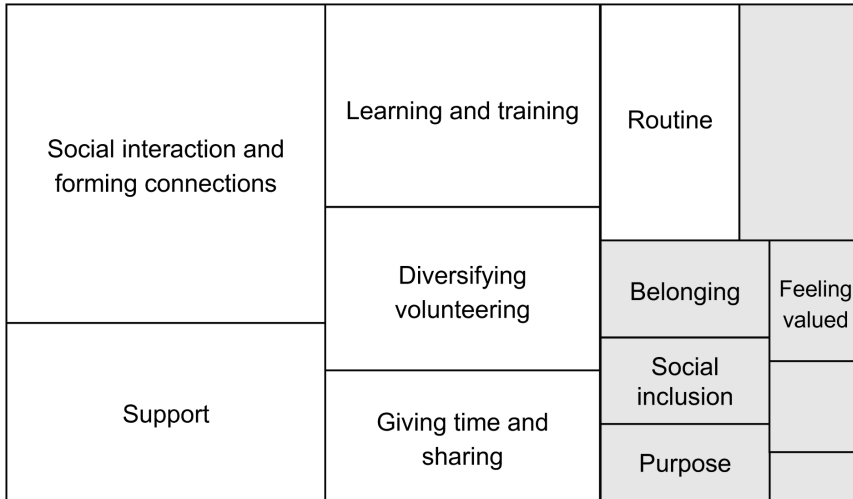 Social interaction and
forming connections
Support
Learning and training
Diversifying
volunteering
Giving time and
sharing
Routine
Belonging
Social
inclusion
Purpose
Feeling
valued